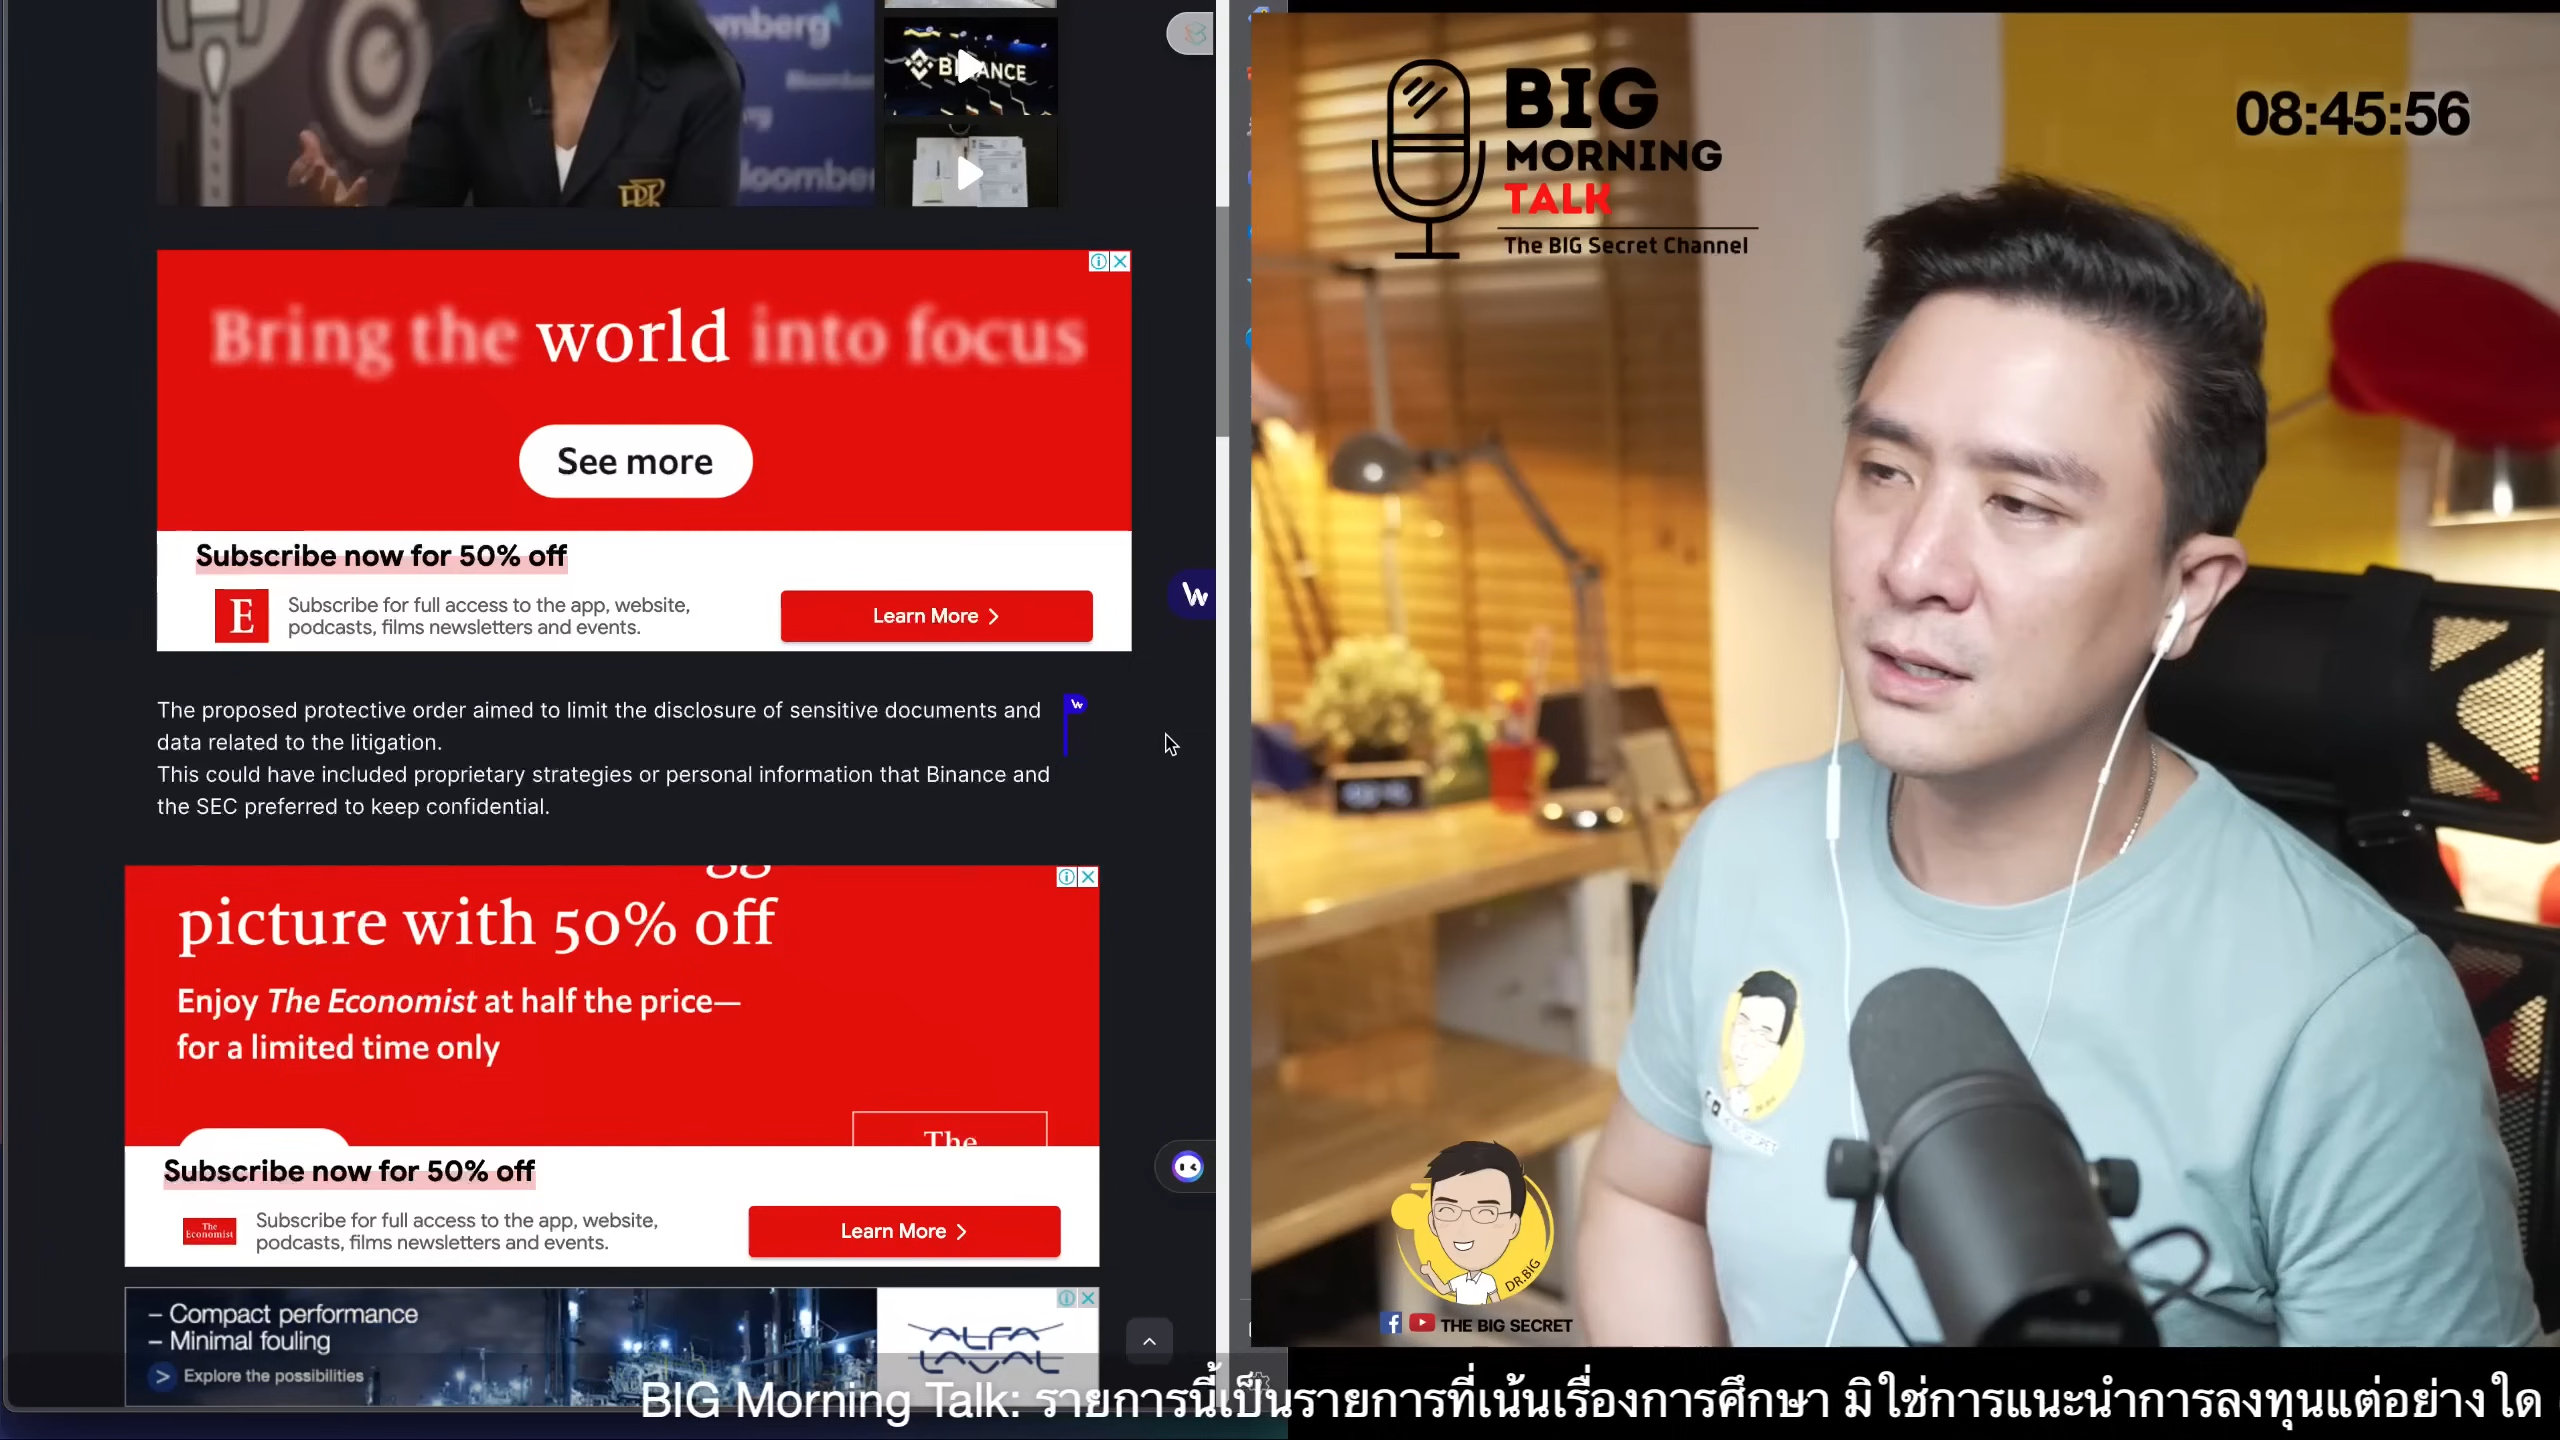 Bloomberg
BINANCE
Bring the world into focus
See more
Subscribe now for 50% off
E
Subscribe for full access to the app, website,
podcasts, films newsletters and events.
Learn More >
The proposed protective order aimed to limit the disclosure of sensitive documents and
data related to the litigation.
This could have included proprietary strategies or personal information that Binance and
the SEC preferred to keep confidential.
picture with 50% off
Enjoy The Economist at half the price—
for a limited time only
The
Subscribe now for 50% off
The
Economist
Subscribe for full access to the app, website,
podcasts, films newsletters and events.
Learn More >
– Compact performance
– Minimal fouling
> Explore the possibilities
ALFA
LAVAL
BIG
MORNING
TALK
The BIG Secret Channel
08:45:56
DR.BIG
THE BIG SECRET
BIG Morning Talk: รายการนี้เป็นรายการที่เน้นเรื่องการศึกษา มิใช่การแนะนำการลงทุนแต่อย่างใด